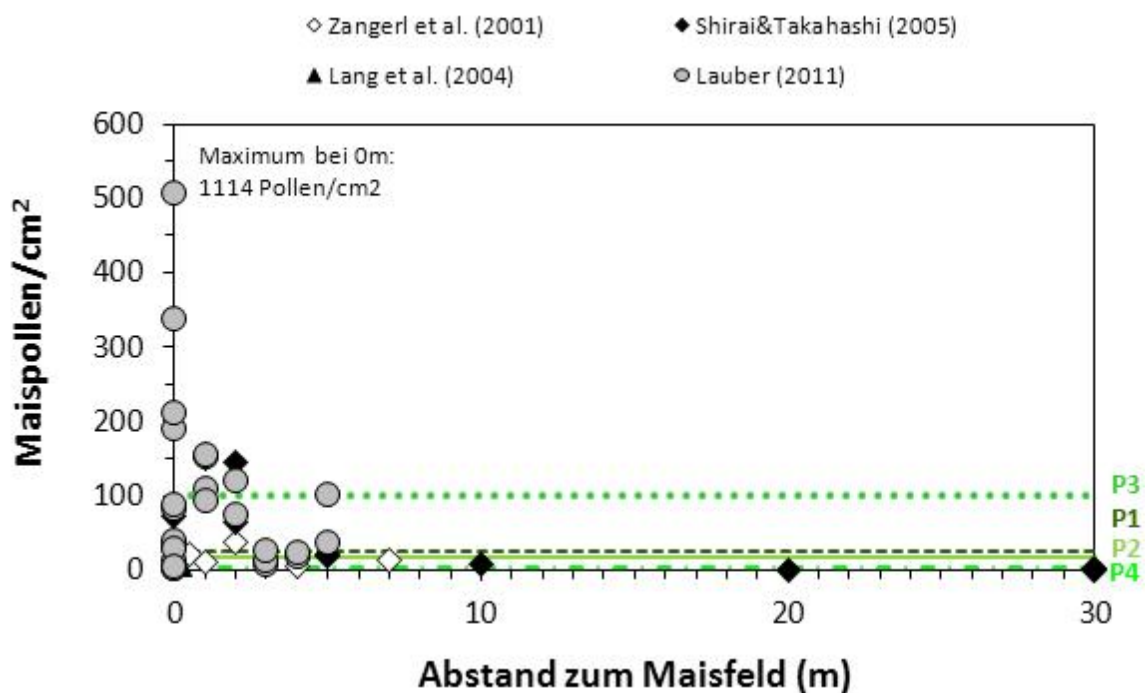 Zangerl et al. (2001) Shirai&Takahashi (2005)
Lang et al. (2004) Lauber (2011)
Maispollen/cm²
600
500
400
300
200
100
0
Maximum bei 0m:
1114 Pollen/cm2
P3
P1
P2
P4
0 10 20 30
Abstand zum Maisfeld (m)